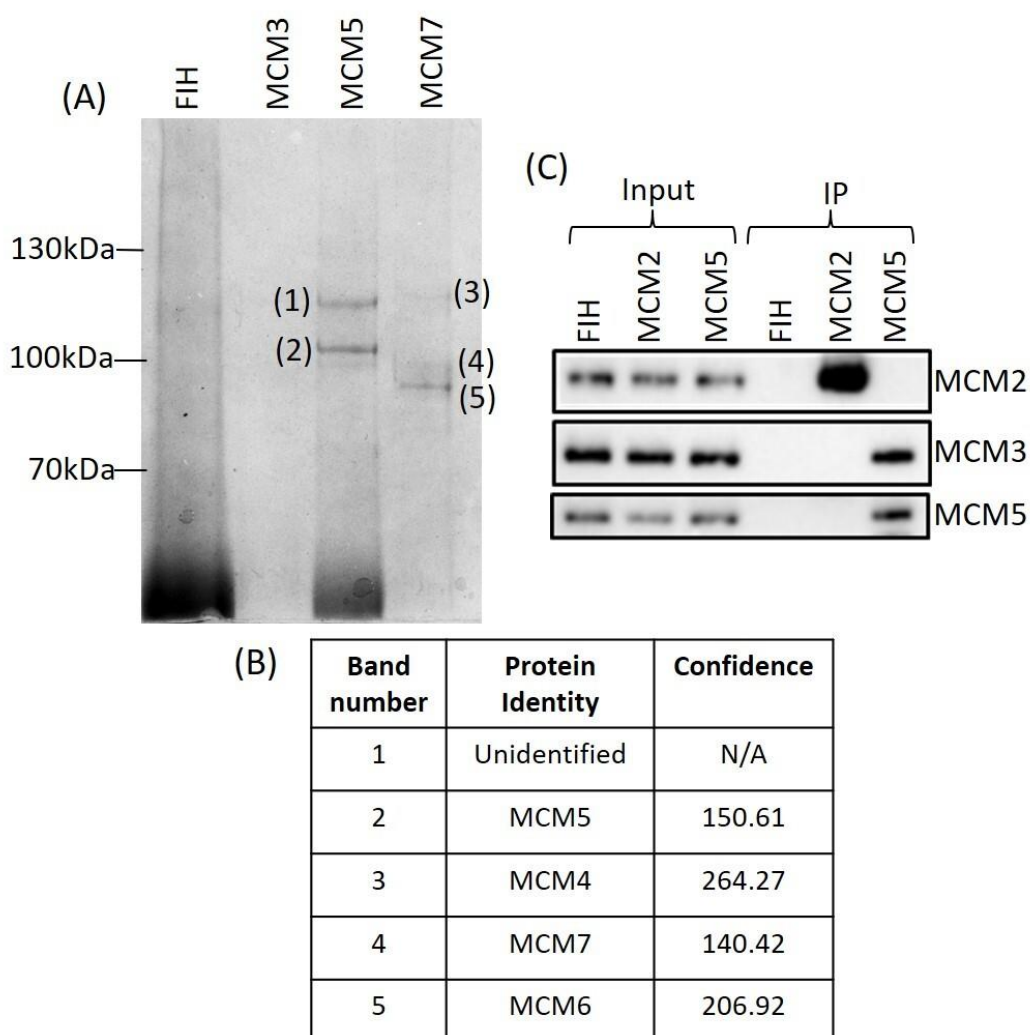 (A)
FIH
MCM3
MCM5
MCM7
130kDa
100kDa
70kDa
(1)
(2)
(3)
(4)
(5)
(C)
Input
IP
FIH
MCM2
MCM5
FIH
MCM2
MCM5
MCM2
MCM3
MCM5
(B)
Band number Protein Identity Confidence
1 Unidentified N/A
2 MCM5 150.61
3 MCM4 264.27
4 MCM7 140.42
5 MCM6 206.92